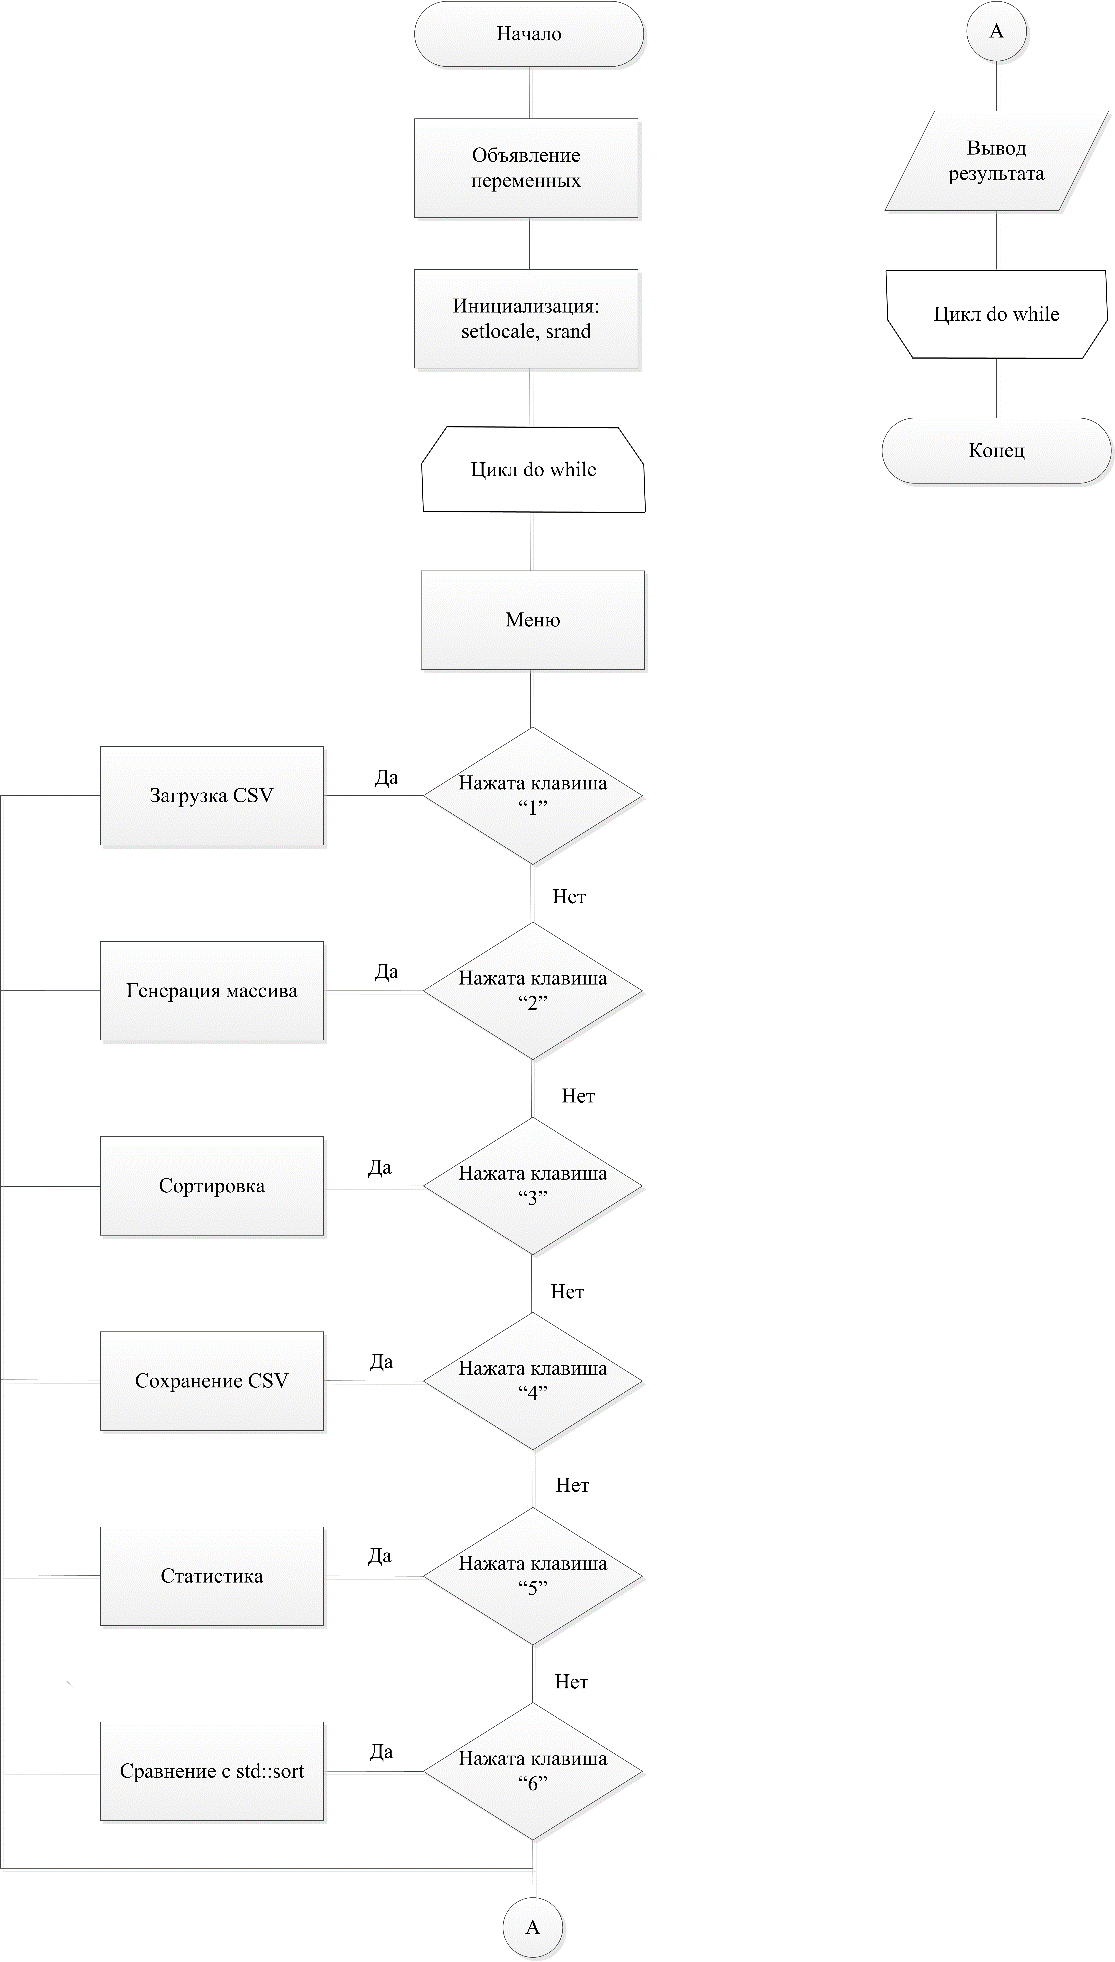 Начало
Объявление
переменных
Инициализация:
setlocale, srand
Цикл do while
Меню
Нажата клавиша
“1”
Да
Загрузка CSV
Нет
Нажата клавиша
“2”
Да
Генерация массива
Нет
Нажата клавиша
“3”
Да
Сортировка
Нет
Нажата клавиша
“4”
Да
Сохранение CSV
Нет
Нажата клавиша
“5”
Да
Статистика
Нет
Нажата клавиша
“6”
Да
Сравнение с std::sort
А
А
Вывод
результата
Цикл do while
Конец